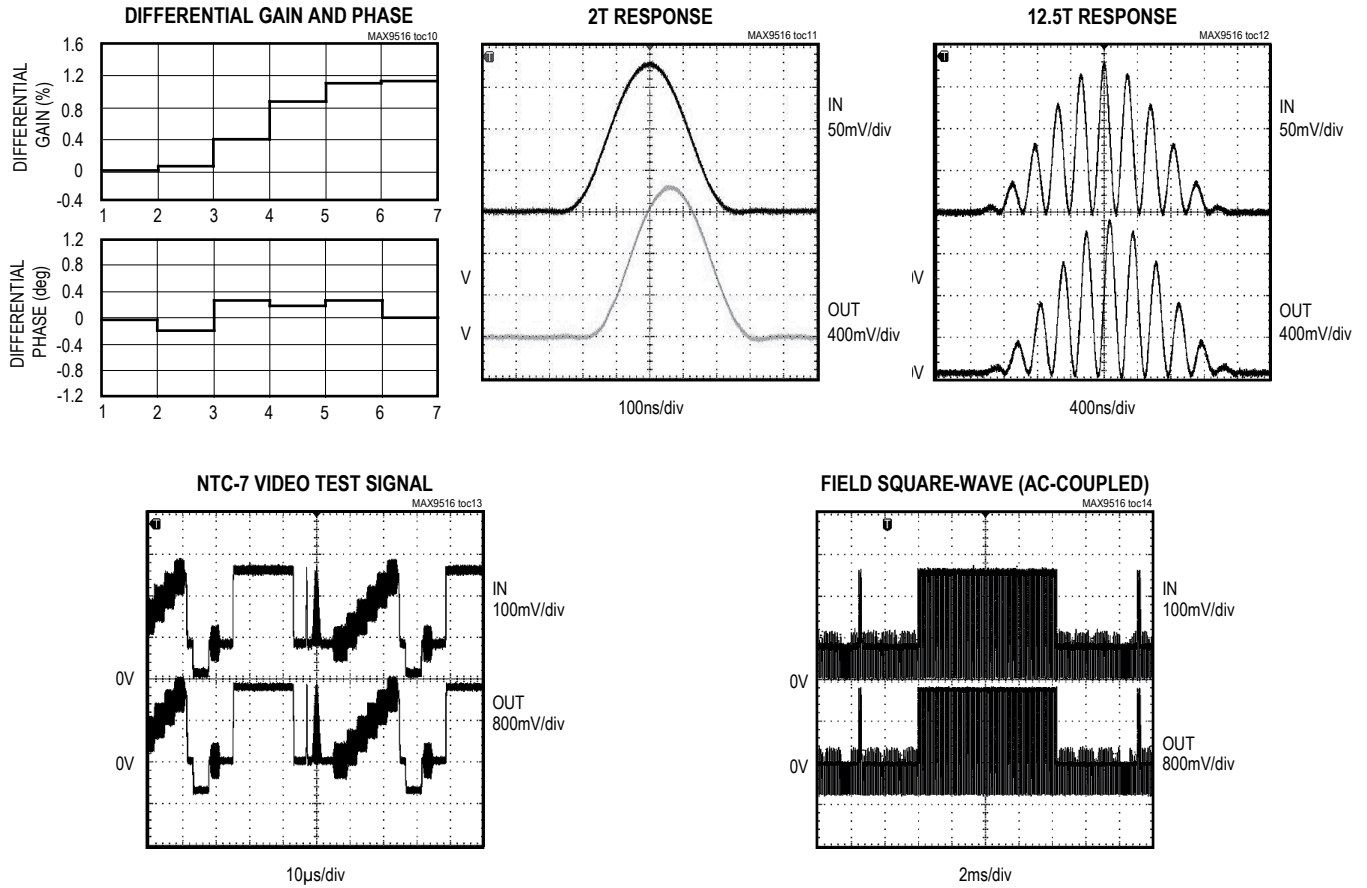 DIFFERENTIAL GAIN AND PHASE
MAX9516 toc10
DIFFERENTIAL
GAIN (%)
1.6
1.2
0.8
0.4
0
-0.4
1 2 3 4 5 6 7
DIFFERENTIAL
PHASE (deg)
1.2
0.8
0.4
0
-0.4
-0.8
-1.2
1 2 3 4 5 6 7
2T RESPONSE
MAX9516 toc11
T
IN
50mV/div
V
V
OUT
400mV/div
100ns/div
12.5T RESPONSE
MAX9516 toc12
T
IN
50mV/div
V
V
OUT
400mV/div
400ns/div
NTC-7 VIDEO TEST SIGNAL
MAX9516 toc13
T
IN
100mV/div
0V
OUT
800mV/div
0V
10µs/div
FIELD SQUARE-WAVE (AC-COUPLED)
MAX9516 toc14
T
IN
100mV/div
0V
OUT
800mV/div
0V
2ms/div